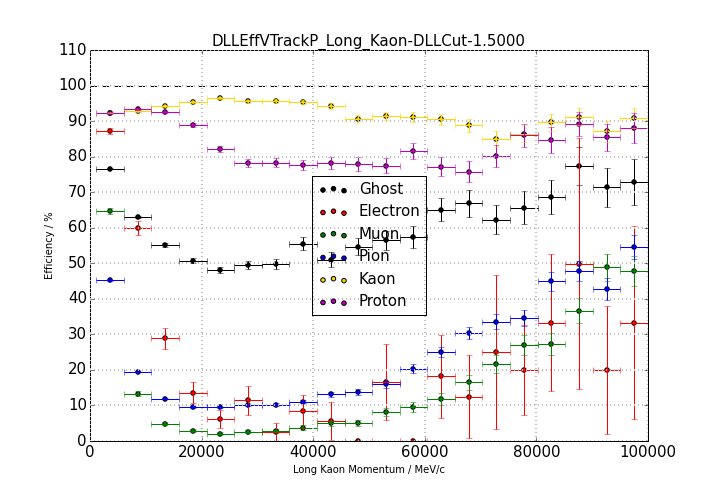 DLLEffVTrackP_Long_Kaon-DLLCut-1.5000
110
100
90
80
70
60
50
40
30
20
10
0
Efficiency / %
Ghost
Electron
Muon
Pion
Kaon
Proton
0 20000 40000 60000 80000 100000
Long Kaon Momentum / MeV/c